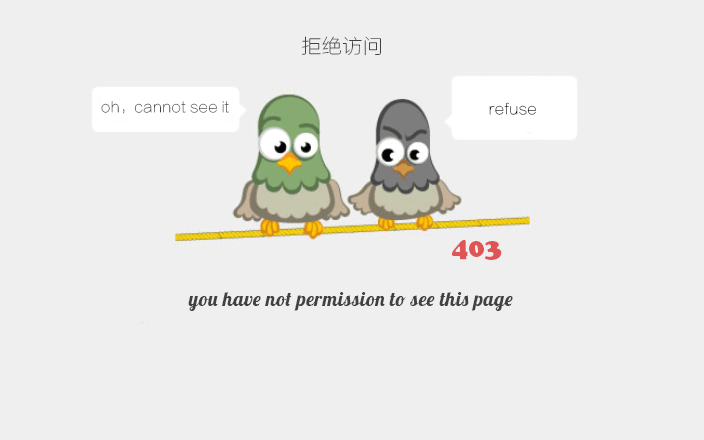 拒绝访问
oh，cannot see it
refuse
403
you have not permission to see this page